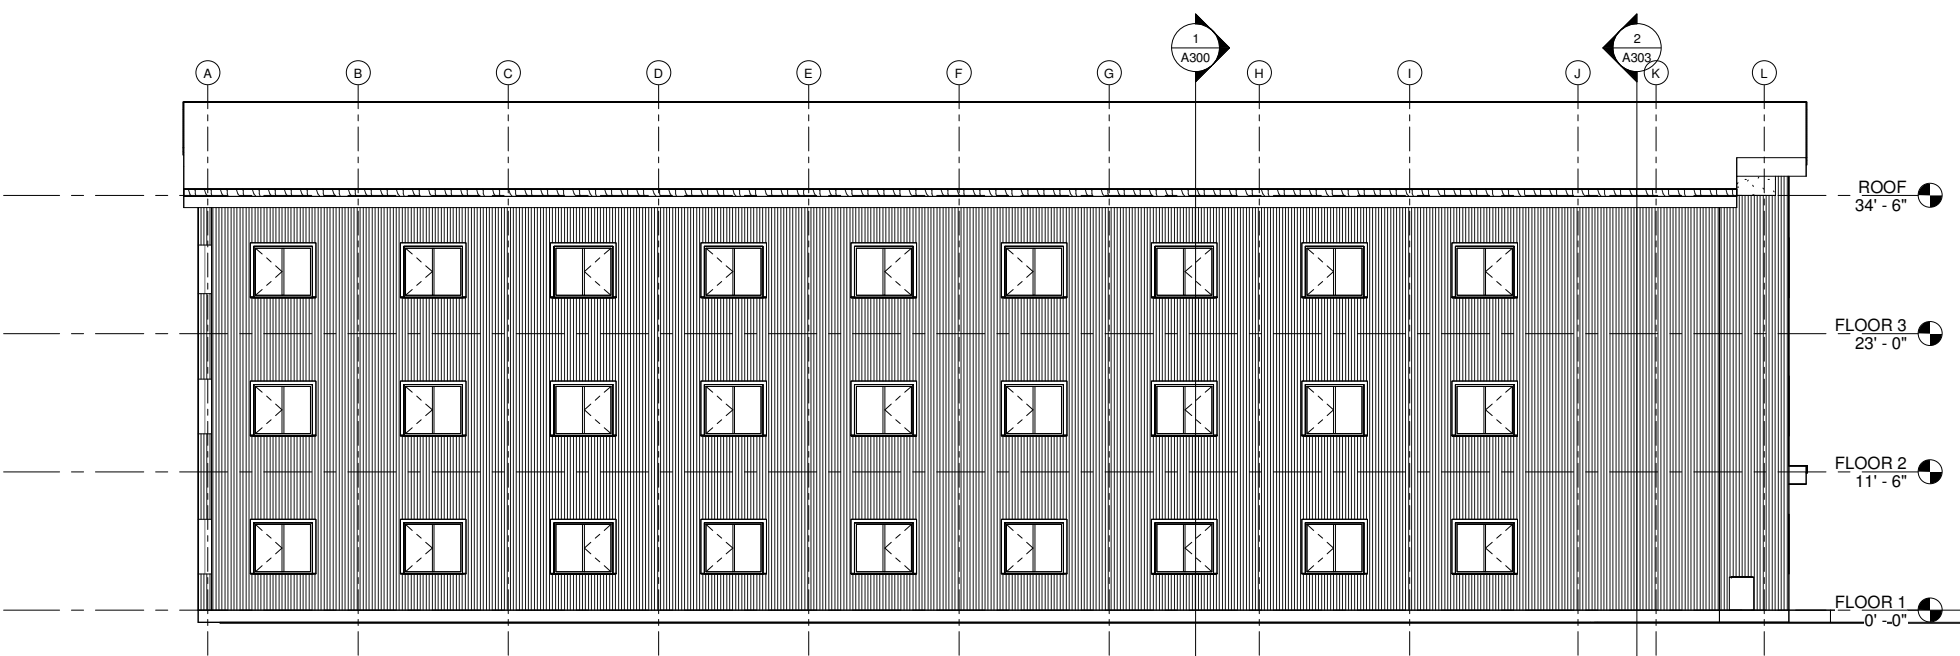 1
A300
2
A303
A B C D E F G H I J K L
ROOF
34' - 6"
FLOOR 3
23' - 0"
FLOOR 2
11' - 6"
FLOOR 1
0' - 0"